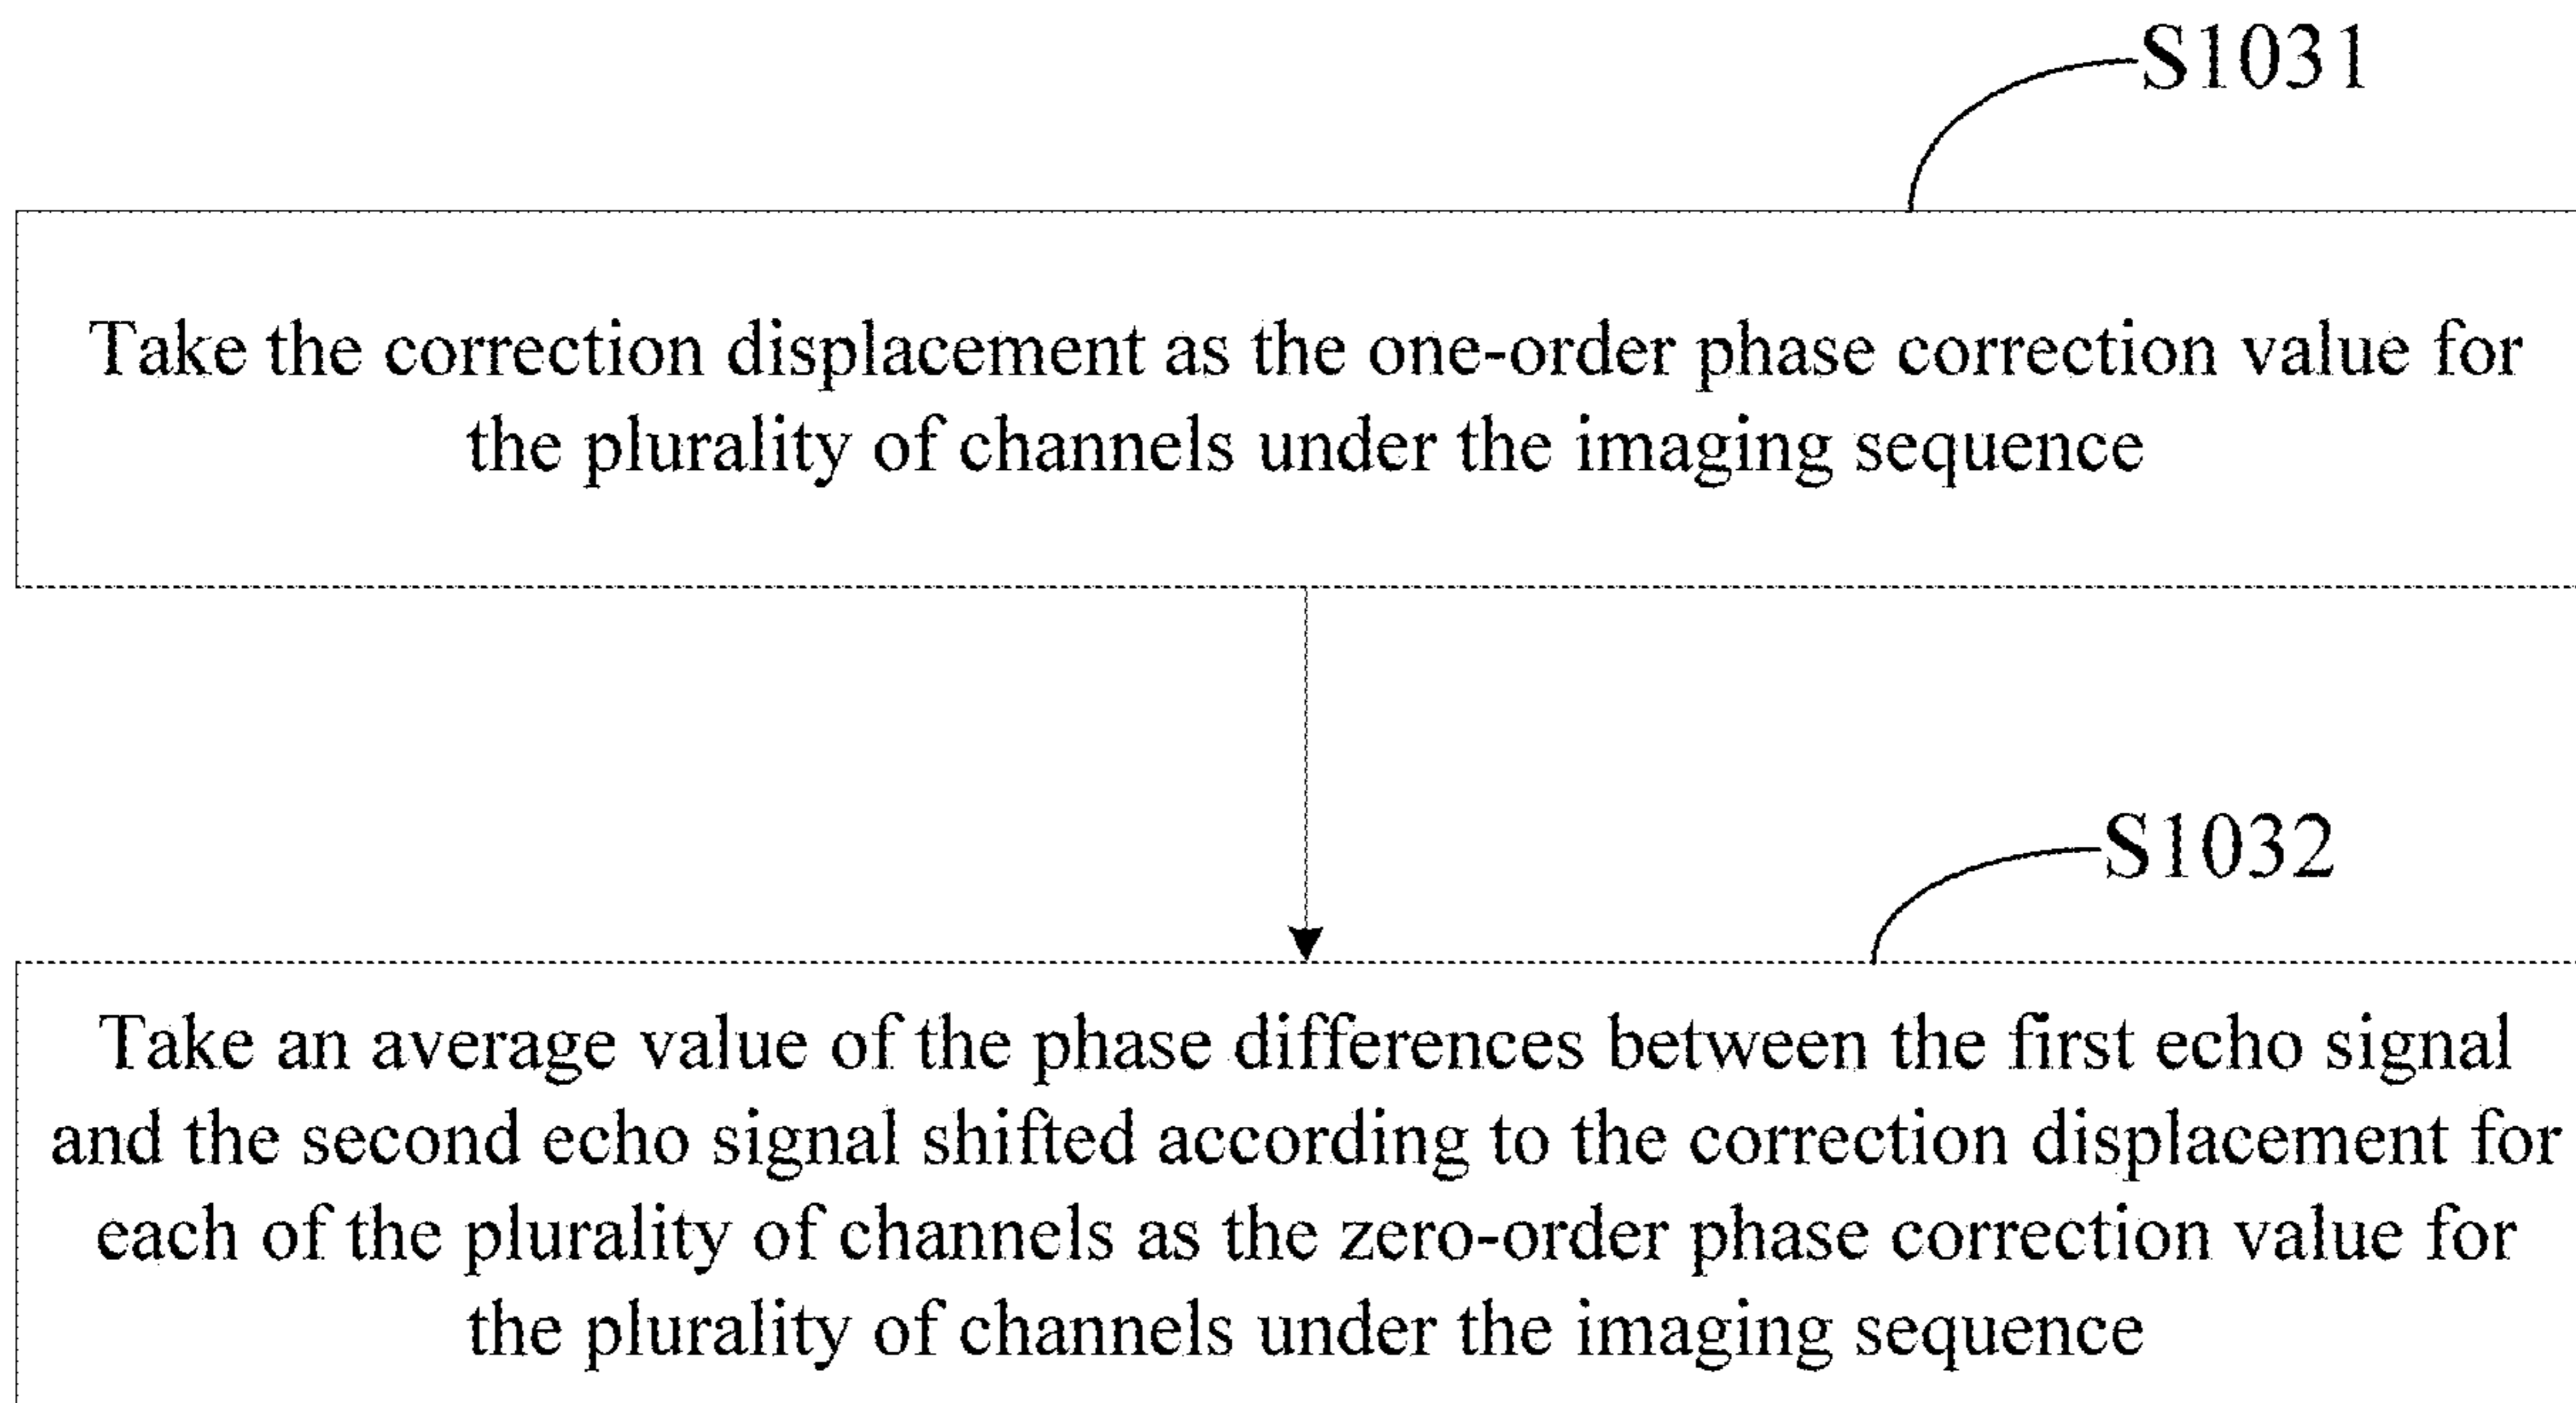 S1031
Take the correction displacement as the one-order phase correction value for
the plurality of channels under the imaging sequence
S1032
Take an average value of the phase differences between the first echo signal
and the second echo signal shifted according to the correction displacement for
each of the plurality of channels as the zero-order phase correction value for
the plurality of channels under the imaging sequence